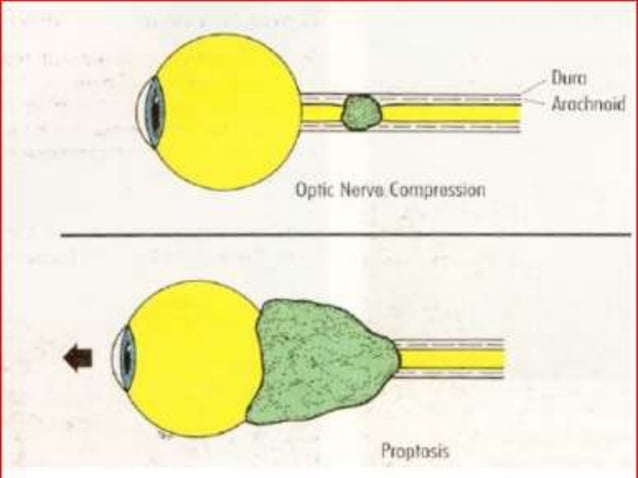 Dura
Arachnoid
Optic Nerve Compression
Proptosis